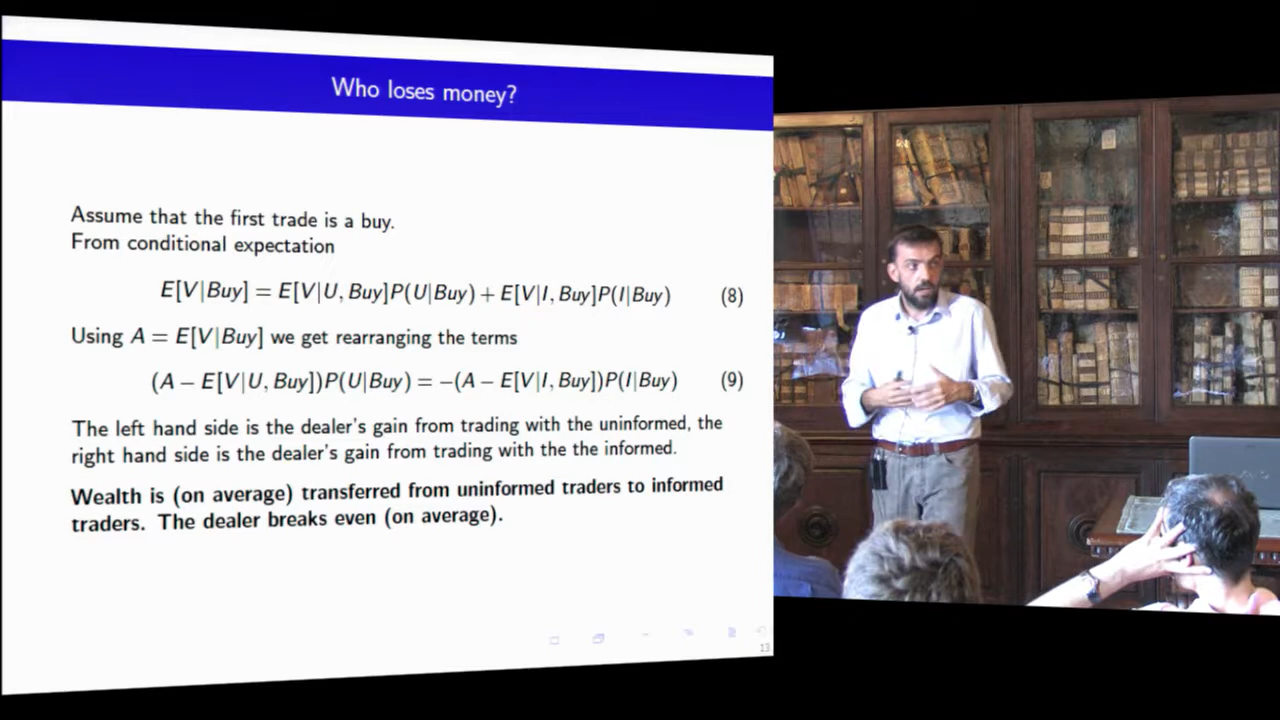 Who loses money?
Assume that the first trade is a buy.
From conditional expectation
E[V|Buy] = E[V|U, Buy]P(U|Buy) + E[V|I, Buy]P(I|Buy) (8)
Using A = E[V|Buy] we get rearranging the terms
(A − E[V|U, Buy])P(U|Buy) = −(A − E[V|I, Buy])P(I|Buy) (9)
The left hand side is the dealer's gain from trading with the uninformed, the
right hand side is the dealer's gain from trading with the the informed.
Wealth is (on average) transferred from uninformed traders to informed
traders. The dealer breaks even (on average).
13